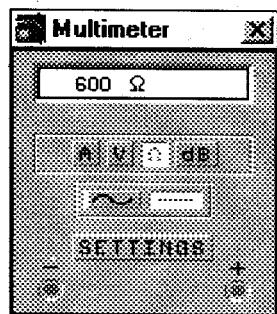 Multimeter
600 Ω
A V Ω dB
SETTINGS
− +